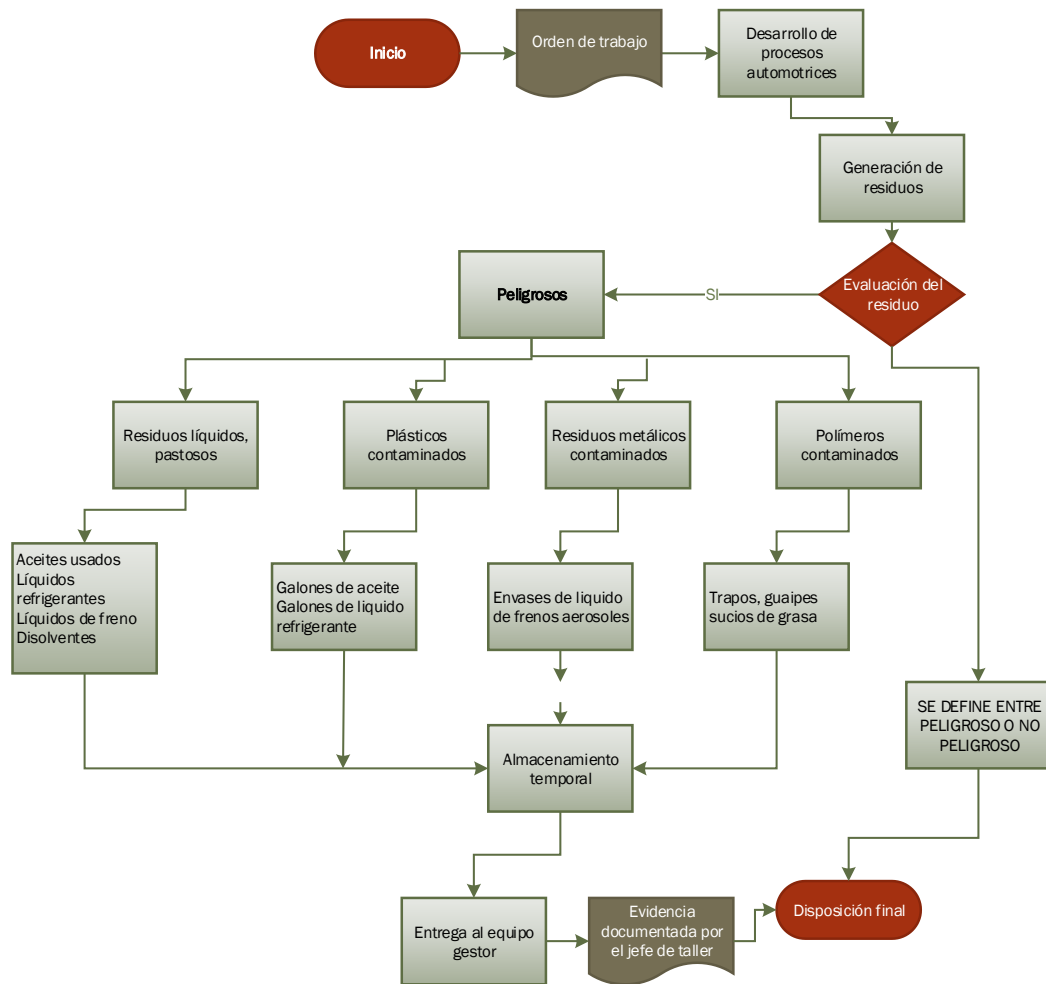 Inicio
Orden de trabajo
Desarrollo de
procesos
automotrices
Generación de
residuos
Evaluación del
residuo
SI
Peligrosos
Residuos líquidos,
pastosos
Plásticos
contaminados
Residuos metálicos
contaminados
Polímeros
contaminados
Aceites usados
Líquidos
refrigerantes
Líquidos de freno
Disolventes
Galones de aceite
Galones de liquido
refrigerante
Envases de liquido
de frenos aerosoles
Trapos, guaipes
sucios de grasa
SE DEFINE ENTRE
PELIGROSO O NO
PELIGROSO
Almacenamiento
temporal
Entrega al equipo
gestor
Evidencia
documentada por
el jefe de taller
Disposición final